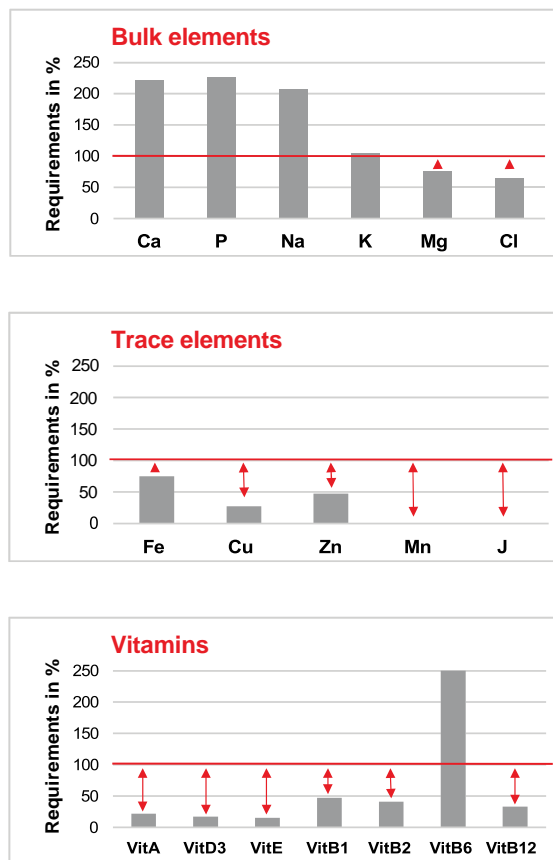 Bulk elements
Requirements in %
250
200
150
100
50
0
Ca P Na K Mg Cl
Trace elements
Requirements in %
250
200
150
100
50
0
Fe Cu Zn Mn J
Vitamins
Requirements in %
250
200
150
100
50
0
VitA VitD3 VitE VitB1 VitB2 VitB6 VitB12